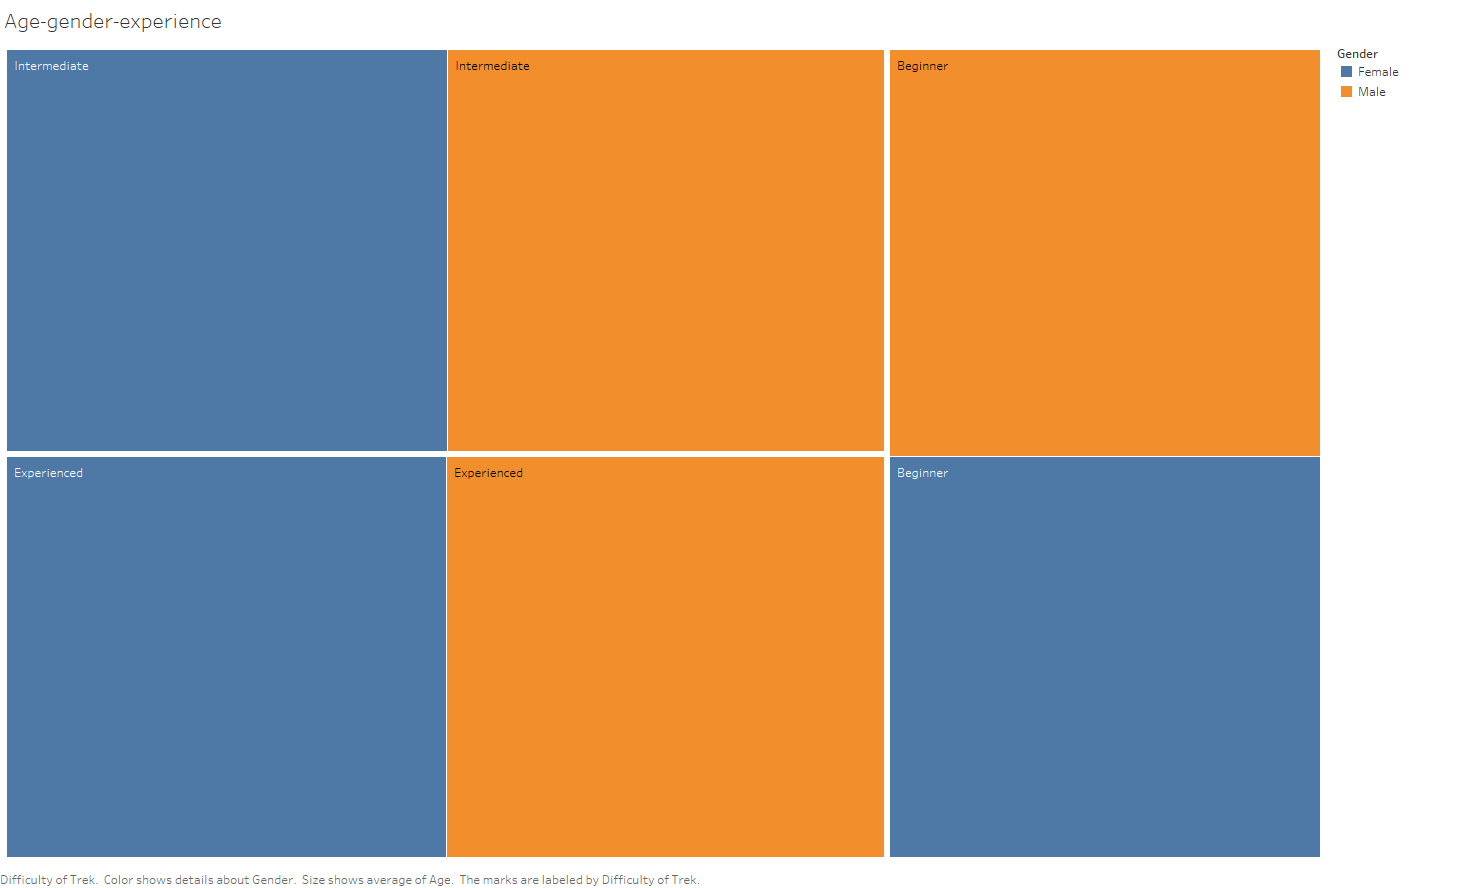 Age-gender-experience
Intermediate
Intermediate
Beginner
Gender
Female
Male
Experienced
Experienced
Beginner
Difficulty of Trek. Color shows details about Gender. Size shows average of Age. The marks are labeled by Difficulty of Trek.